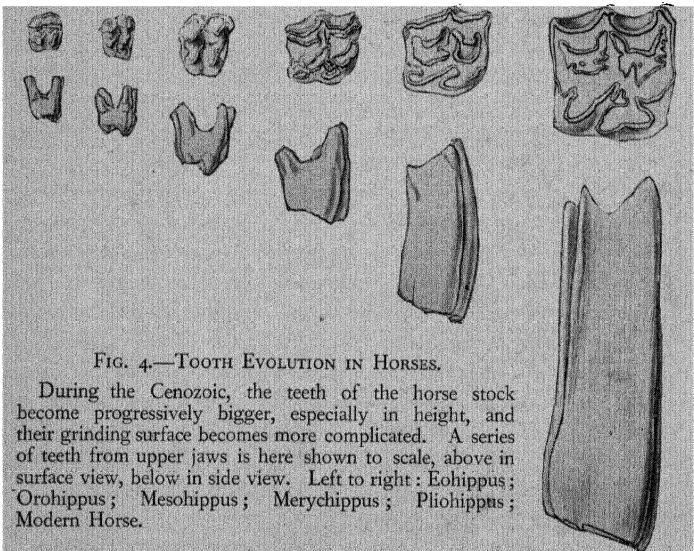 FIG. 4.—TOOTH EVOLUTION IN HORSES.
During the Cenozoic, the teeth of the horse stock
become progressively bigger, especially in height, and
their grinding surface becomes more complicated. A series
of teeth from upper jaws is here shown to scale, above in
surface view, below in side view. Left to right : Eohippus ;
Orohippus ; Mesohippus ; Merychippus ; Pliohippus ;
Modern Horse.